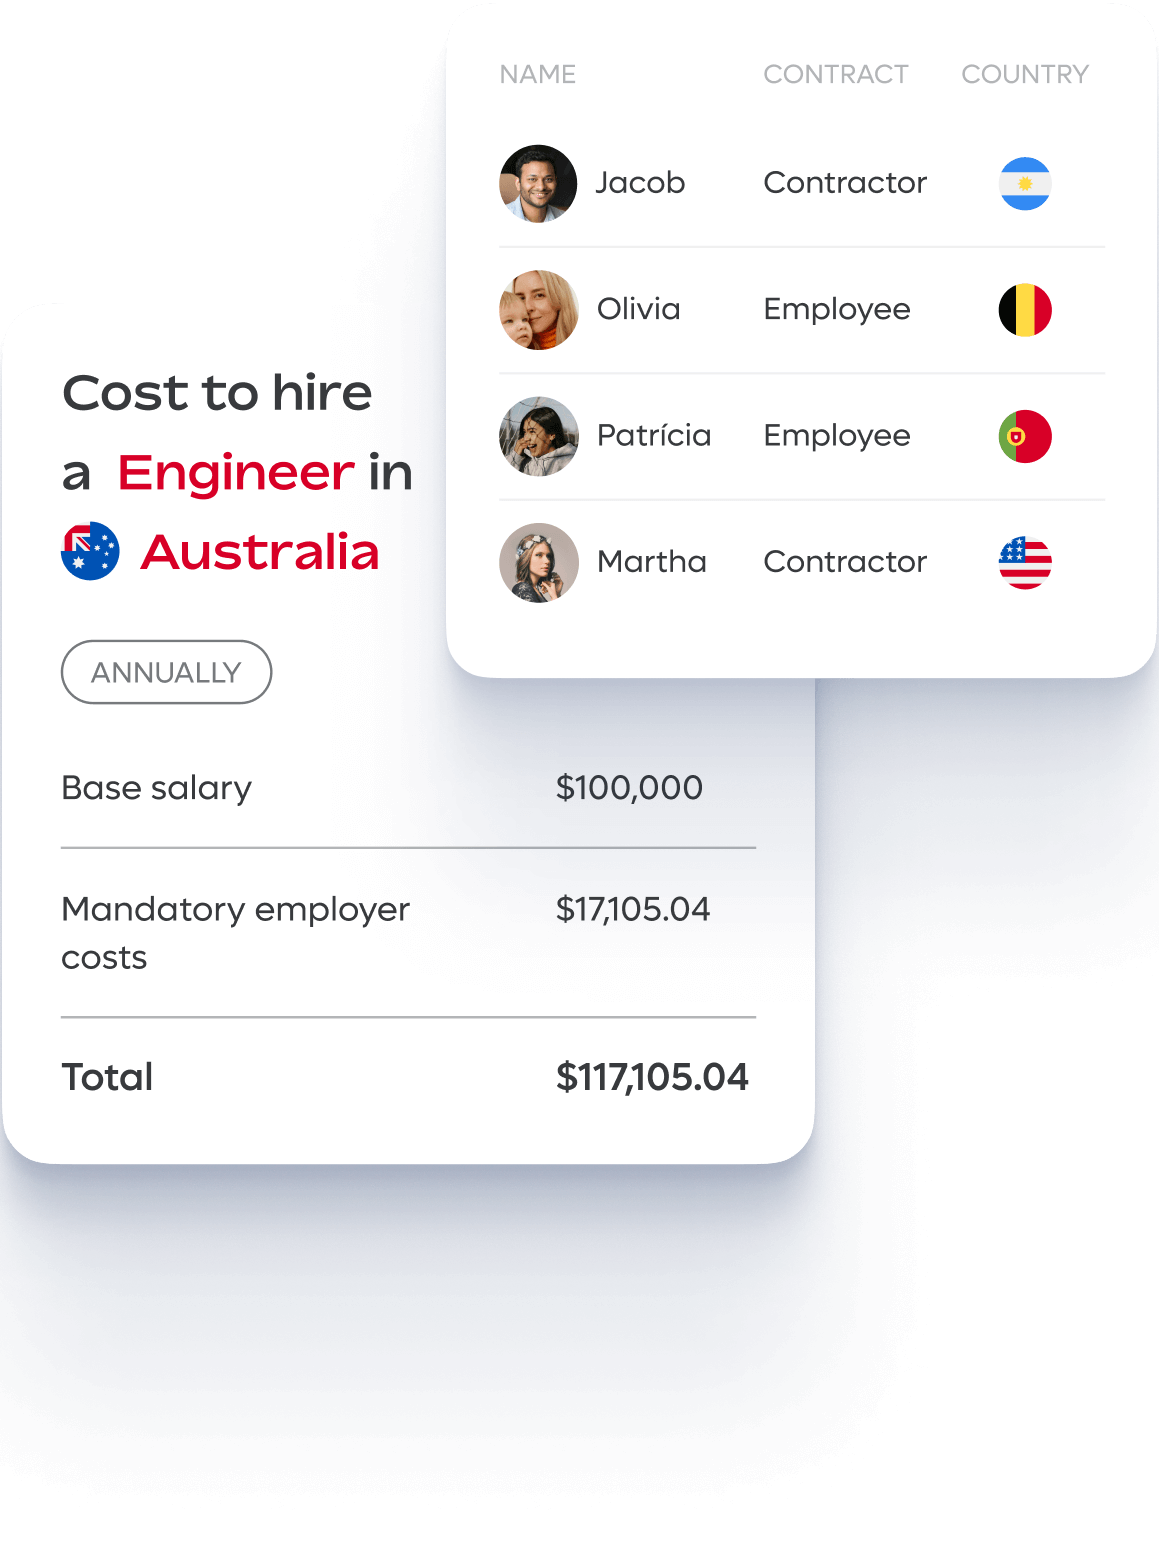 NAME CONTRACT COUNTRY
Jacob Contractor
Olivia Employee
Patrícia Employee
Martha Contractor
Cost to hire
a Engineer in
Australia
ANNUALLY
Base salary $100,000
Mandatory employer $17,105.04
costs
Total $117,105.04